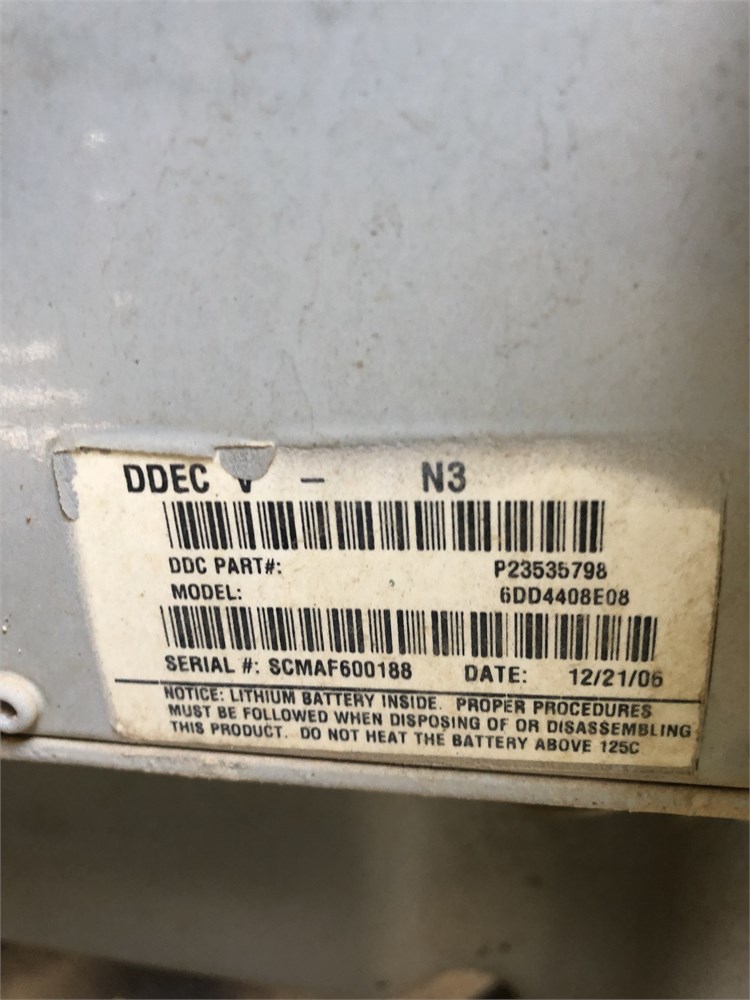 DDEC V - N3
DDC PART#: P23535798
MODEL: 6DD4408E08
SERIAL #: SCMAF600188 DATE: 12/21/06
NOTICE: LITHIUM BATTERY INSIDE. PROPER PROCEDURES
MUST BE FOLLOWED WHEN DISPOSING OF OR DISASSEMBLING
THIS PRODUCT. DO NOT HEAT THE BATTERY ABOVE 125C